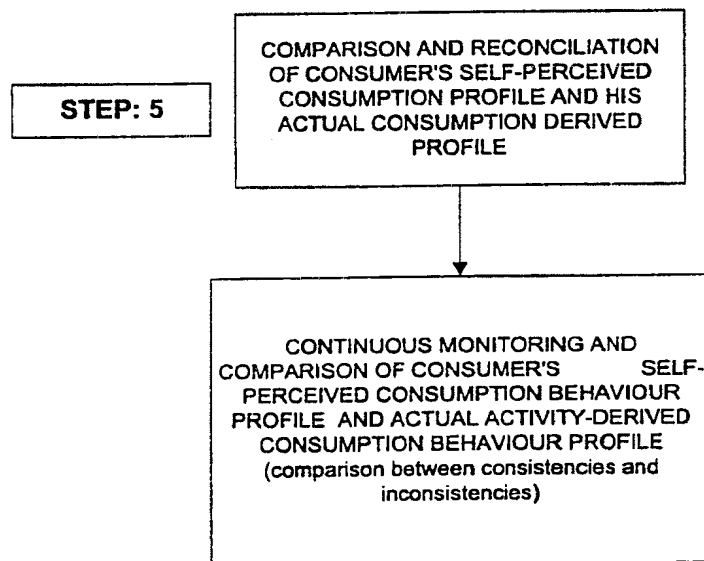 STEP: 5
COMPARISON AND RECONCILIATION
OF CONSUMER'S SELF-PERCEIVED
CONSUMPTION PROFILE AND HIS
ACTUAL CONSUMPTION DERIVED
PROFILE
CONTINUOUS MONITORING AND
COMPARISON OF CONSUMER'S SELF-
PERCEIVED CONSUMPTION BEHAVIOUR
PROFILE AND ACTUAL ACTIVITY-DERIVED
CONSUMPTION BEHAVIOUR PROFILE
(comparison between consistencies and
inconsistencies)